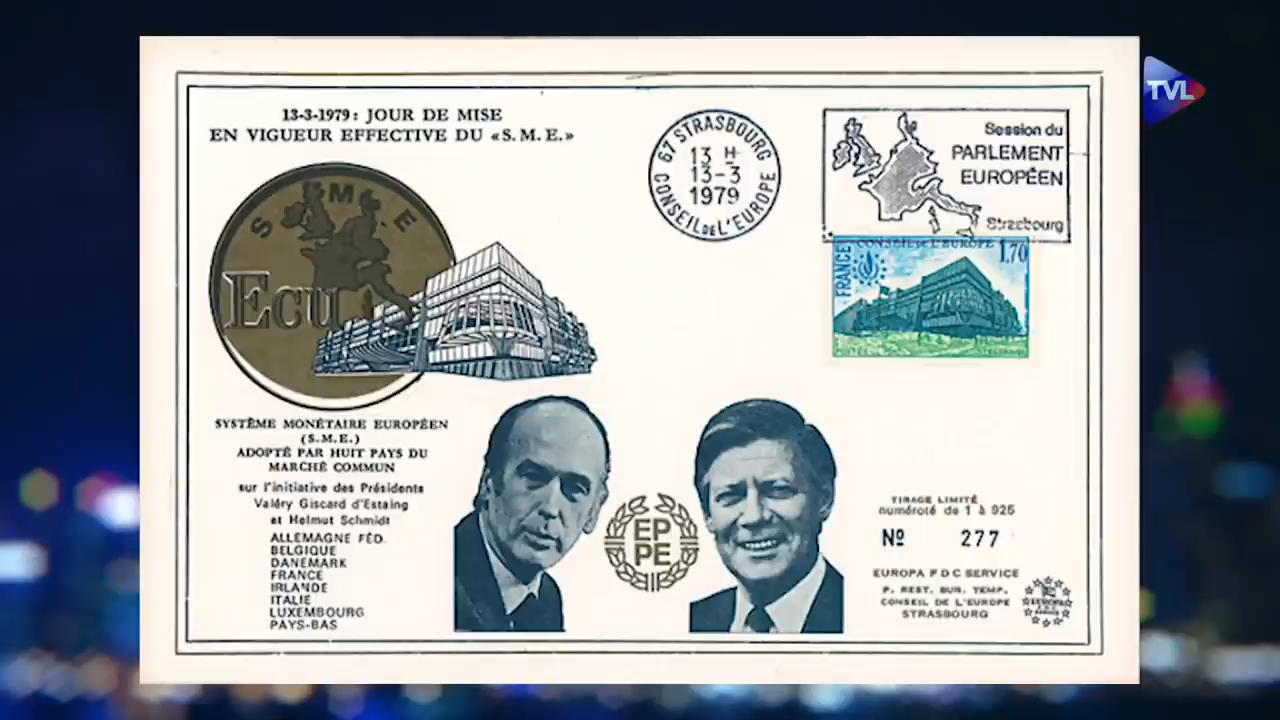 TVL
13-3-1979: JOUR DE MISE
EN VIGUEUR EFFECTIVE DU «S.M.E.»
S M E
Ecu
67 STRASBOURG
13 H
13-3
1979
CONSEIL DE L'EUROPE
Session du
PARLEMENT
EUROPÉEN
Strasbourg
CONSEIL DE L'EUROPE
1,70
FRANCE
SYSTÈME MONÉTAIRE EUROPÉEN
(S.M.E.)
ADOPTÉ PAR HUIT PAYS DU
MARCHÉ COMMUN
sur l'initiative des Présidents
Valéry Giscard d'Estaing
et Helmut Schmidt
ALLEMAGNE FÉD.
BELGIQUE
DANEMARK
FRANCE
IRLANDE
ITALIE
LUXEMBOURG
PAYS-BAS
EP
PE
TIRAGE LIMITÉ
numéroté de 1 à 925
Nº 277
EUROPA FDC SERVICE
P. REST. BUR. TEMP.
CONSEIL DE L'EUROPE
STRASBOURG